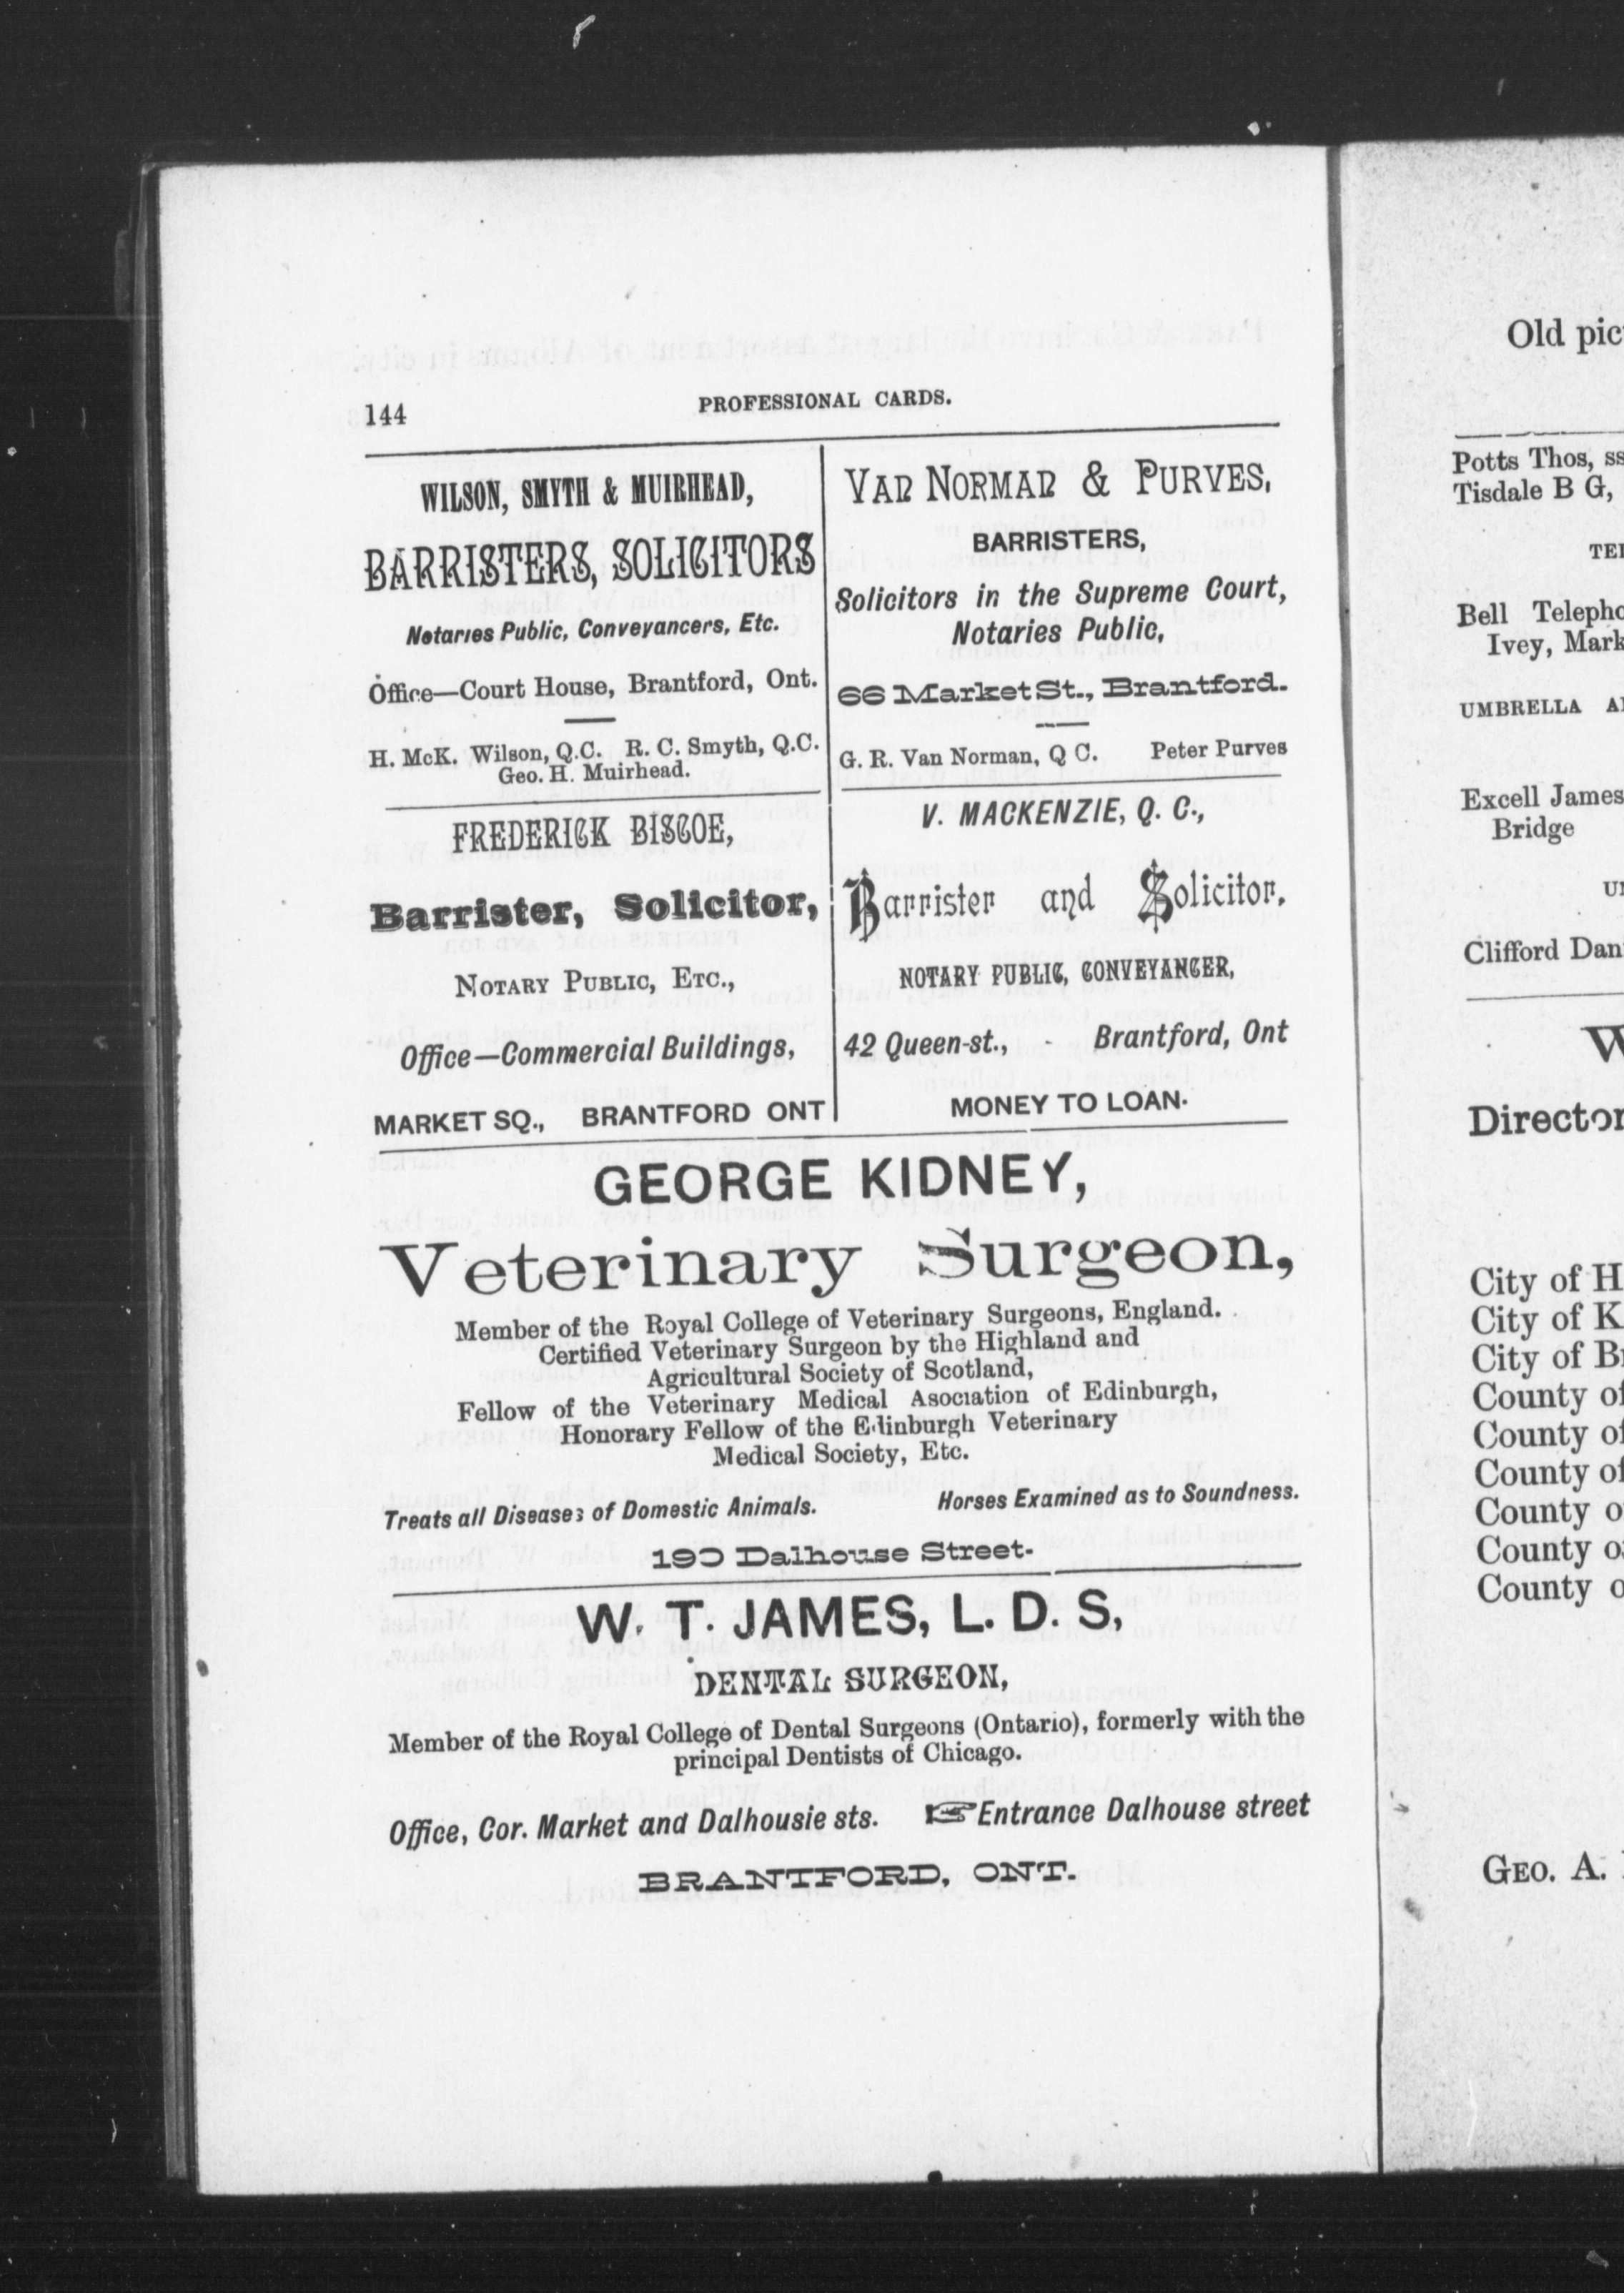 144
PROFESSIONAL CARDS.
WILSON, SMYTH & MUIRHEAD,
BARRISTERS, SOLICITORS
Notaries Public, Conveyancers, Etc.
Office—Court House, Brantford, Ont.
H. McK. Wilson, Q.C. R. C. Smyth, Q.C.
Geo. H. Muirhead.
FREDERICK BISCOE,
Barrister, Solicitor,
NOTARY PUBLIC, ETC.,
Office—Commercial Buildings,
MARKET SQ., BRANTFORD ONT
VAN NORMAN & PURVES,
BARRISTERS,
Solicitors in the Supreme Court,
Notaries Public,
66 Market St., Brantford.
G. R. Van Norman, Q C. Peter Purves
V. MACKENZIE, Q. C.,
Barrister and Solicitor.
NOTARY PUBLIC, CONVEYANCER,
42 Queen-st., - Brantford, Ont
MONEY TO LOAN.
GEORGE KIDNEY,
Veterinary Surgeon,
Member of the Royal College of Veterinary Surgeons, England.
Certified Veterinary Surgeon by the Highland and
Agricultural Society of Scotland,
Fellow of the Veterinary Medical Asociation of Edinburgh,
Honorary Fellow of the Edinburgh Veterinary
Medical Society, Etc.
Treats all Diseases of Domestic Animals. Horses Examined as to Soundness.
190 Dalhouse Street.
W. T. JAMES, L. D. S,
DENTAL SURGEON,
Member of the Royal College of Dental Surgeons (Ontario), formerly with the
principal Dentists of Chicago.
Office, Cor. Market and Dalhousie sts. ☞Entrance Dalhouse street
BRANTFORD, ONT.
Old pic
Potts Thos, ss
Tisdale B G,
TE
Bell Telepho
Ivey, Mark
UMBRELLA A
Excell James
Bridge
U
Clifford Dan
W
Director
City of H
City of K
City of B
County of
County of
County of
County o
County o
County o
GEO. A.